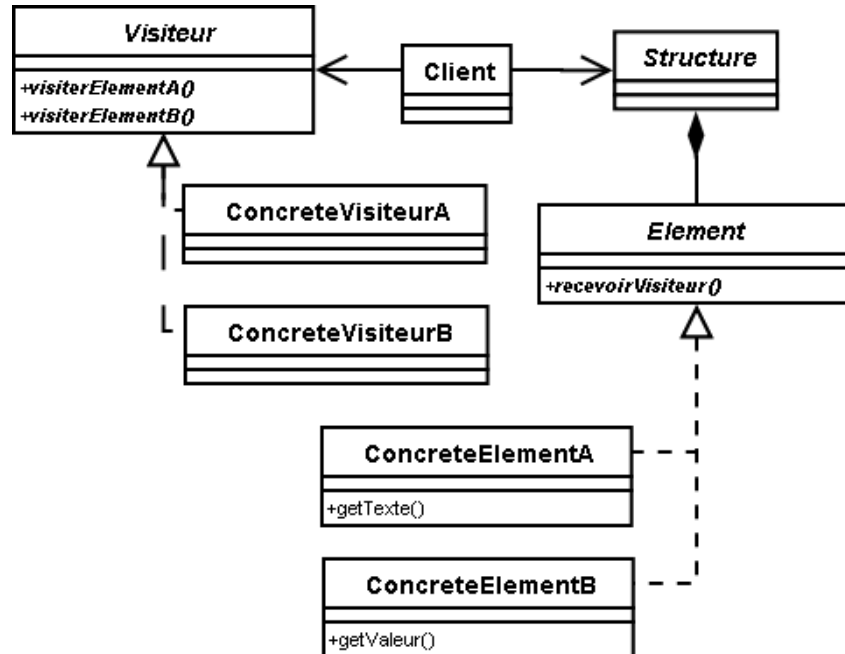 Visiteur
+visiterElementA()
+visiterElementB()
Client
Structure
ConcreteVisiteurA
Element
+recevoirVisiteur()
ConcreteVisiteurB
ConcreteElementA
+getTexte()
ConcreteElementB
+getValeur()